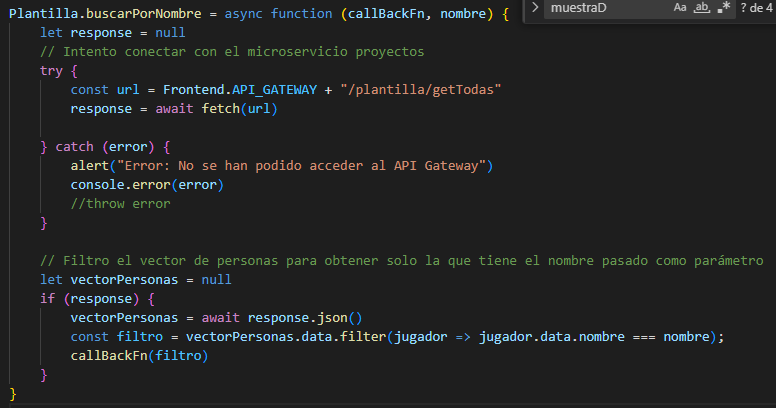 Plantilla.buscarPorNombre = async function (callBackFn, nombre) {
muestraD
Aa ab .* ? de 4
    let response = null
    // Intento conectar con el microservicio proyectos
    try {
        const url = Frontend.API_GATEWAY + "/plantilla/getTodas"
        response = await fetch(url)
    } catch (error) {
        alert("Error: No se han podido acceder al API Gateway")
        console.error(error)
        //throw error
    }
    // Filtro el vector de personas para obtener solo la que tiene el nombre pasado como parámetro
    let vectorPersonas = null
    if (response) {
        vectorPersonas = await response.json()
        const filtro = vectorPersonas.data.filter(jugador => jugador.data.nombre === nombre);
        callBackFn(filtro)
    }
}